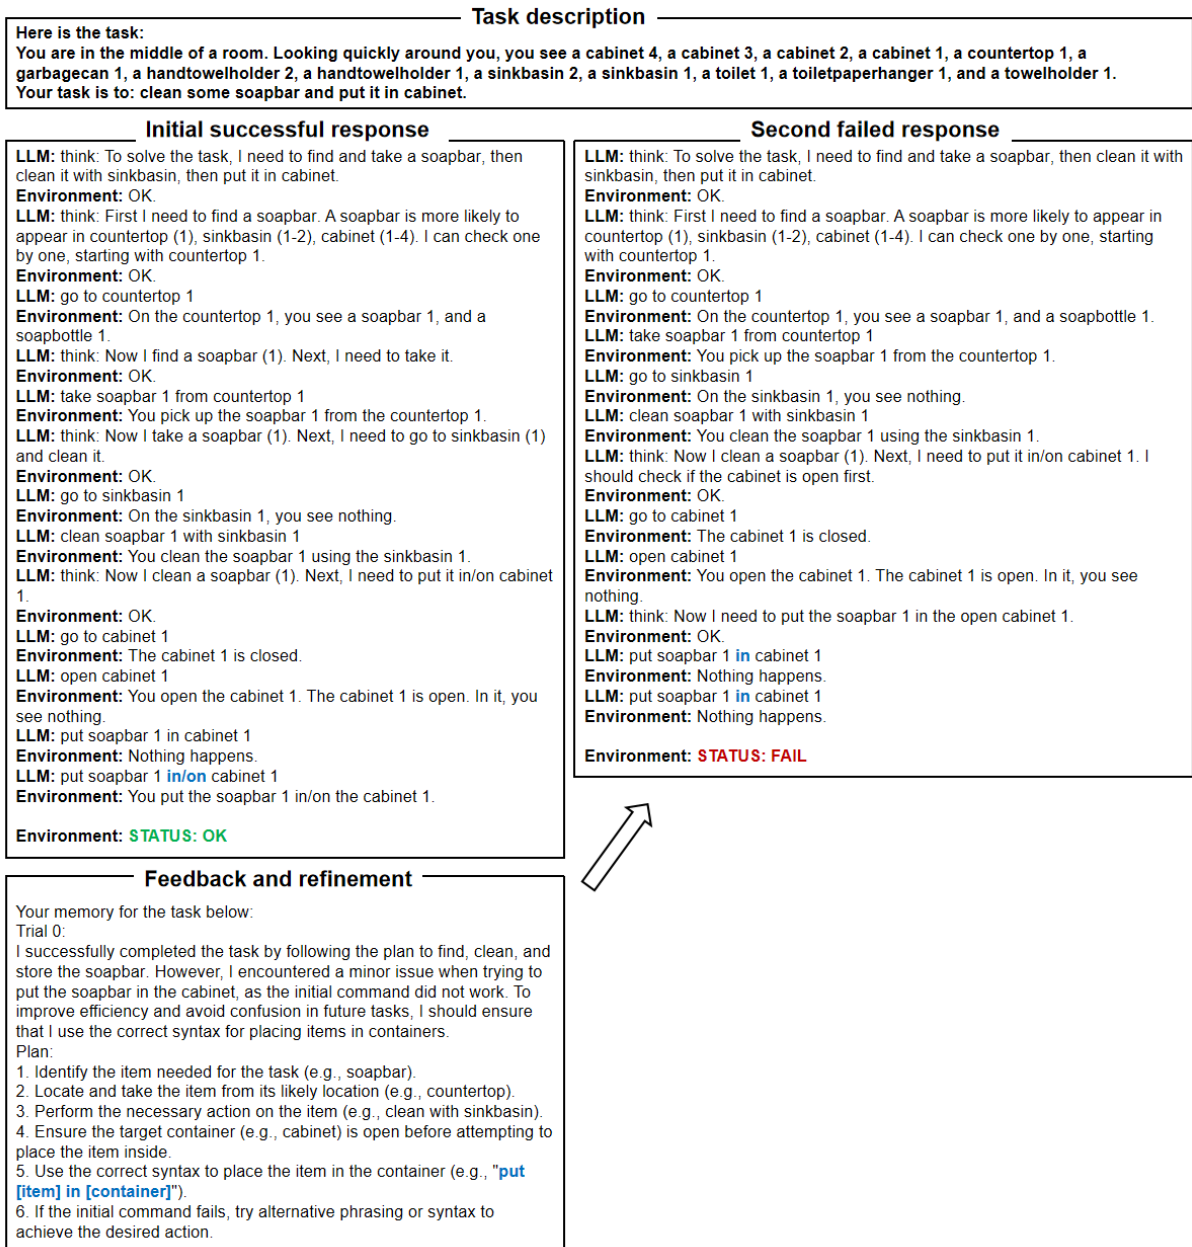 Task description
Here is the task:
You are in the middle of a room. Looking quickly around you, you see a cabinet 4, a cabinet 3, a cabinet 2, a cabinet 1, a countertop 1, a
garbagecan 1, a handtowelholder 2, a handtowelholder 1, a sinkbasin 2, a sinkbasin 1, a toilet 1, a toiletpaperhanger 1, and a towelholder 1.
Your task is to: clean some soapbar and put it in cabinet.
Initial successful response
LLM: think: To solve the task, I need to find and take a soapbar, then
clean it with sinkbasin, then put it in cabinet.
Environment: OK.
LLM: think: First I need to find a soapbar. A soapbar is more likely to
appear in countertop (1), sinkbasin (1-2), cabinet (1-4). I can check one
by one, starting with countertop 1.
Environment: OK.
LLM: go to countertop 1
Environment: On the countertop 1, you see a soapbar 1, and a
soapbottle 1.
LLM: think: Now I find a soapbar (1). Next, I need to take it.
Environment: OK.
LLM: take soapbar 1 from countertop 1
Environment: You pick up the soapbar 1 from the countertop 1.
LLM: think: Now I take a soapbar (1). Next, I need to go to sinkbasin (1)
and clean it.
Environment: OK.
LLM: go to sinkbasin 1
Environment: On the sinkbasin 1, you see nothing.
LLM: clean soapbar 1 with sinkbasin 1
Environment: You clean the soapbar 1 using the sinkbasin 1.
LLM: think: Now I clean a soapbar (1). Next, I need to put it in/on cabinet
1.
Environment: OK.
LLM: go to cabinet 1
Environment: The cabinet 1 is closed.
LLM: open cabinet 1
Environment: You open the cabinet 1. The cabinet 1 is open. In it, you
see nothing.
LLM: put soapbar 1 in cabinet 1
Environment: Nothing happens.
LLM: put soapbar 1 in/on cabinet 1
Environment: You put the soapbar 1 in/on the cabinet 1.
Environment: STATUS: OK
Second failed response
LLM: think: To solve the task, I need to find and take a soapbar, then clean it with
sinkbasin, then put it in cabinet.
Environment: OK.
LLM: think: First I need to find a soapbar. A soapbar is more likely to appear in
countertop (1), sinkbasin (1-2), cabinet (1-4). I can check one by one, starting
with countertop 1.
Environment: OK.
LLM: go to countertop 1
Environment: On the countertop 1, you see a soapbar 1, and a soapbottle 1.
LLM: take soapbar 1 from countertop 1
Environment: You pick up the soapbar 1 from the countertop 1.
LLM: go to sinkbasin 1
Environment: On the sinkbasin 1, you see nothing.
LLM: clean soapbar 1 with sinkbasin 1
Environment: You clean the soapbar 1 using the sinkbasin 1.
LLM: think: Now I clean a soapbar (1). Next, I need to put it in/on cabinet 1. I
should check if the cabinet is open first.
Environment: OK.
LLM: go to cabinet 1
Environment: The cabinet 1 is closed.
LLM: open cabinet 1
Environment: You open the cabinet 1. The cabinet 1 is open. In it, you see
nothing.
LLM: think: Now I need to put the soapbar 1 in the open cabinet 1.
Environment: OK.
LLM: put soapbar 1 in cabinet 1
Environment: Nothing happens.
LLM: put soapbar 1 in cabinet 1
Environment: Nothing happens.
Environment: STATUS: FAIL
Feedback and refinement
Your memory for the task below:
Trial 0:
I successfully completed the task by following the plan to find, clean, and
store the soapbar. However, I encountered a minor issue when trying to
put the soapbar in the cabinet, as the initial command did not work. To
improve efficiency and avoid confusion in future tasks, I should ensure
that I use the correct syntax for placing items in containers.
Plan:
1. Identify the item needed for the task (e.g., soapbar).
2. Locate and take the item from its likely location (e.g., countertop).
3. Perform the necessary action on the item (e.g., clean with sinkbasin).
4. Ensure the target container (e.g., cabinet) is open before attempting to
place the item inside.
5. Use the correct syntax to place the item in the container (e.g., "put
[item] in [container]").
6. If the initial command fails, try alternative phrasing or syntax to
achieve the desired action.